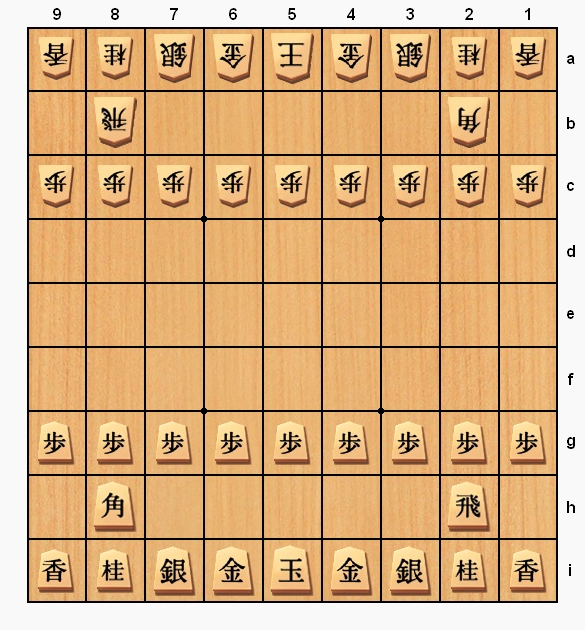 9 8 7 6 5 4 3 2 1
香 桂 銀 金 王 金 銀 桂 香 a
飛 角 b
歩 歩 歩 歩 歩 歩 歩 歩 歩 c
d
e
f
歩 歩 歩 歩 歩 歩 歩 歩 歩 g
角 飛 h
香 桂 銀 金 玉 金 銀 桂 香 i